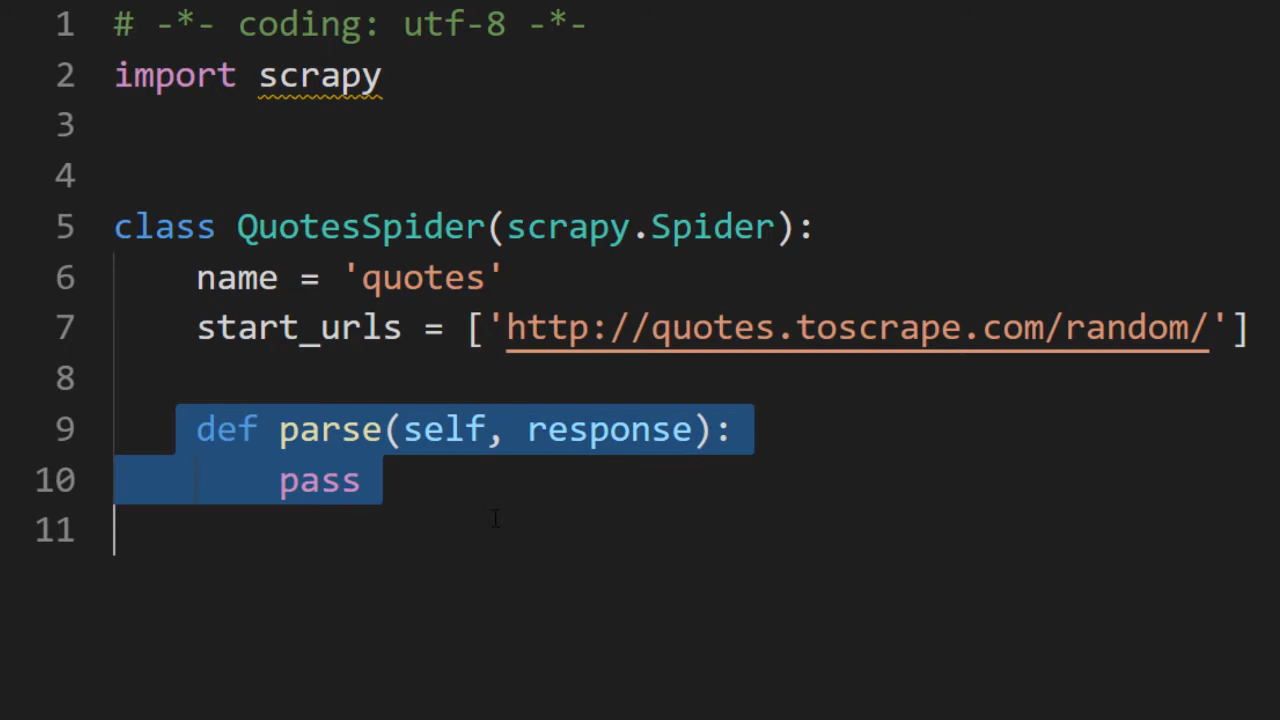 1 # -*- coding: utf-8 -*-
2 import scrapy
3
4
5 class QuotesSpider(scrapy.Spider):
6     name = 'quotes'
7     start_urls = ['http://quotes.toscrape.com/random/']
8
9     def parse(self, response):
10         pass
11